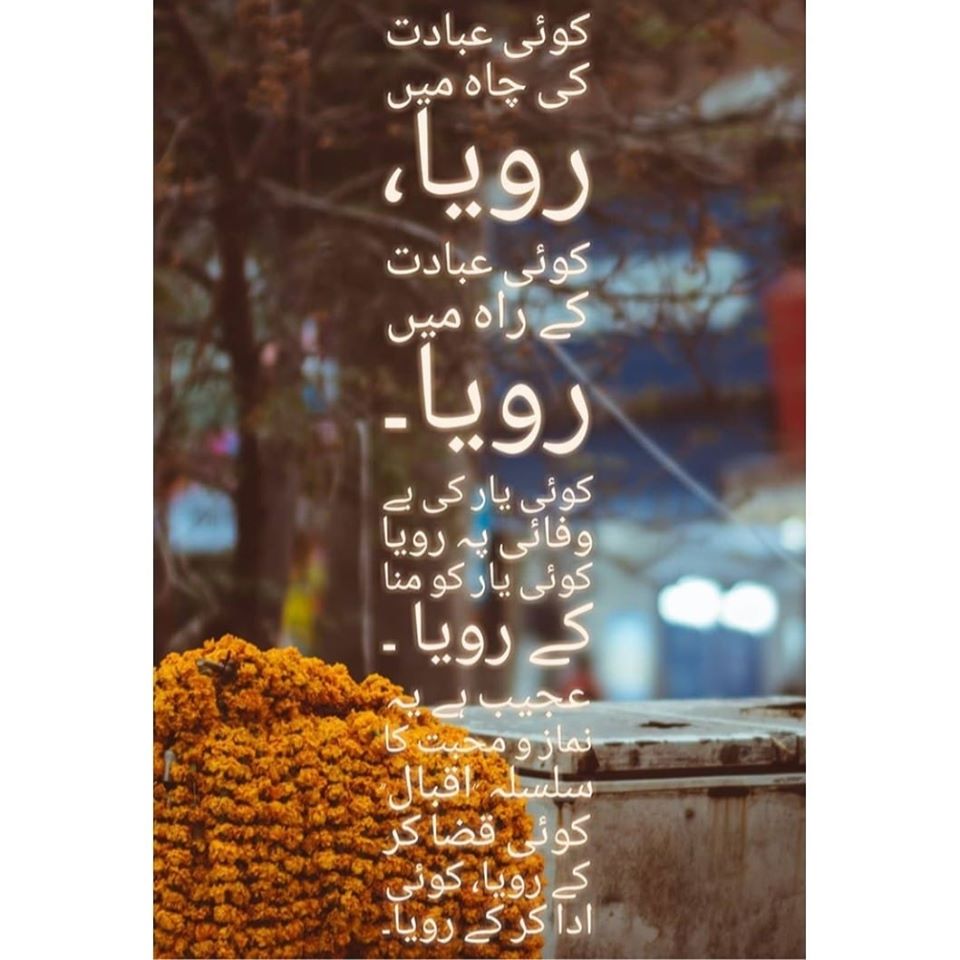 کوئی عبادت
کی چاہ میں
رویا،
کوئی عبادت
کے راہ میں
رویا۔
کوئی یار کی بے
وفائی پہ رویا
کوئی یار کو منا
کے رویا ۔
عجیب ہے یہ
نماز و محبت کا
سلسلہ "اقبال"
کوئی قضا کر
کے رویا، کوئی
ادا کر کے رویا۔